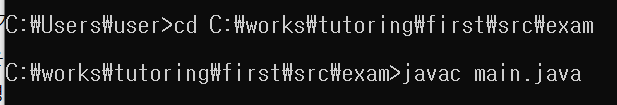 C:₩Users₩user>cd C:₩works₩tutoring₩first₩src₩exam
C:₩works₩tutoring₩first₩src₩exam>javac main.java